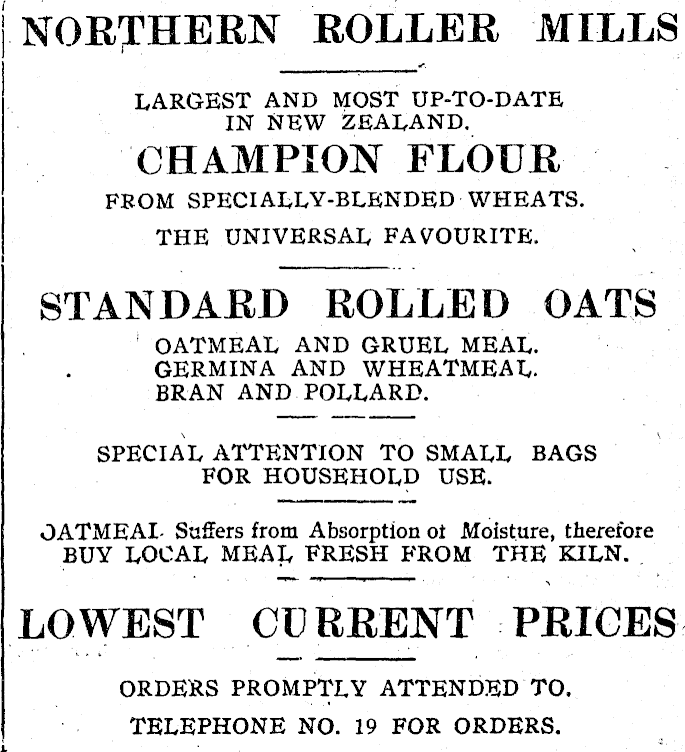 NORTHERN ROLLER MILLS
LARGEST AND MOST UP-TO-DATE
IN NEW ZEALAND.
CHAMPION FLOUR
FROM SPECIALLY-BLENDED WHEATS.
THE UNIVERSAL FAVOURITE.
STANDARD ROLLED OATS
OATMEAL AND GRUEL MEAL.
GERMINA AND WHEATMEAL.
BRAN AND POLLARD.
SPECIAL ATTENTION TO SMALL BAGS
FOR HOUSEHOLD USE.
OATMEAL Suffers from Absorption of Moisture, therefore
BUY LOCAL MEAL FRESH FROM THE KILN.
LOWEST CURRENT PRICES
ORDERS PROMPTLY ATTENDED TO.
TELEPHONE NO. 19 FOR ORDERS.